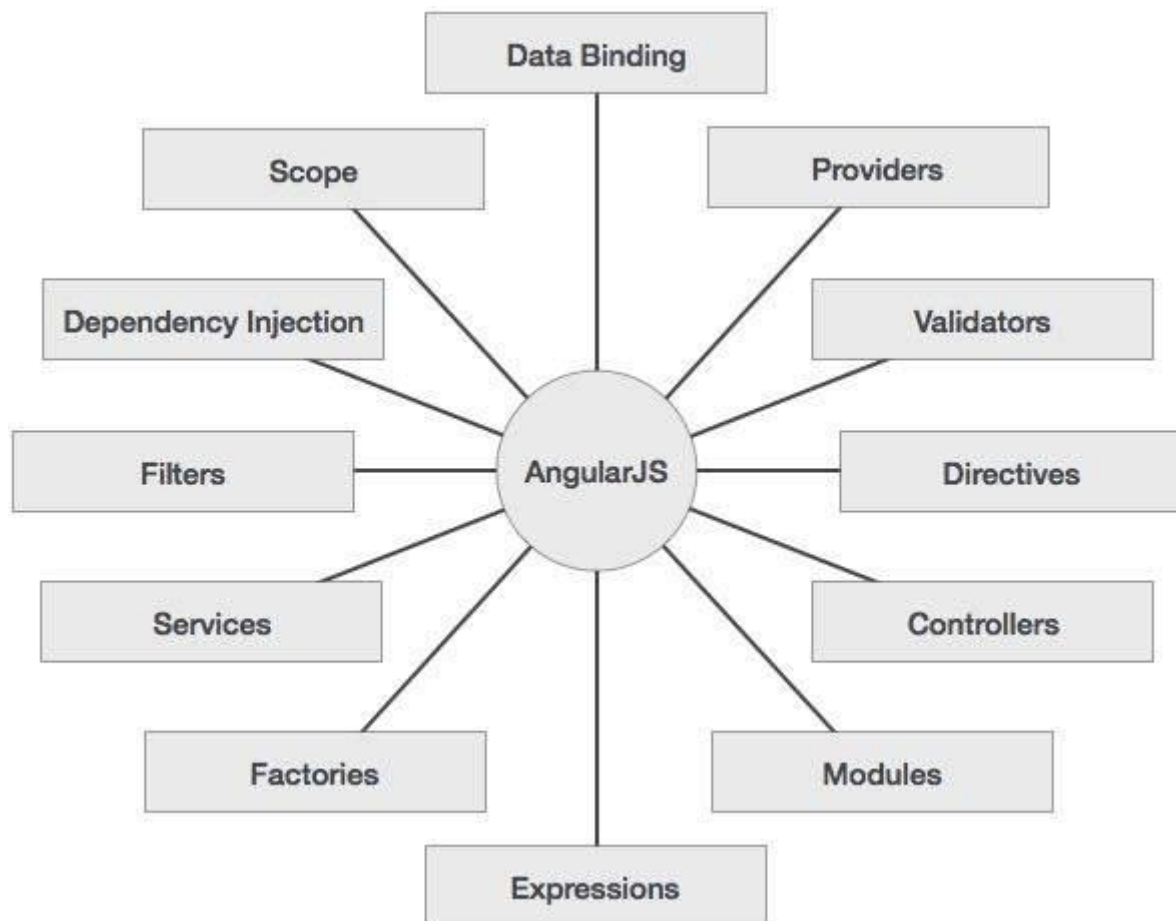 Data Binding
Scope
Providers
Dependency Injection
Validators
Filters
AngularJS
Directives
Services
Controllers
Factories
Modules
Expressions